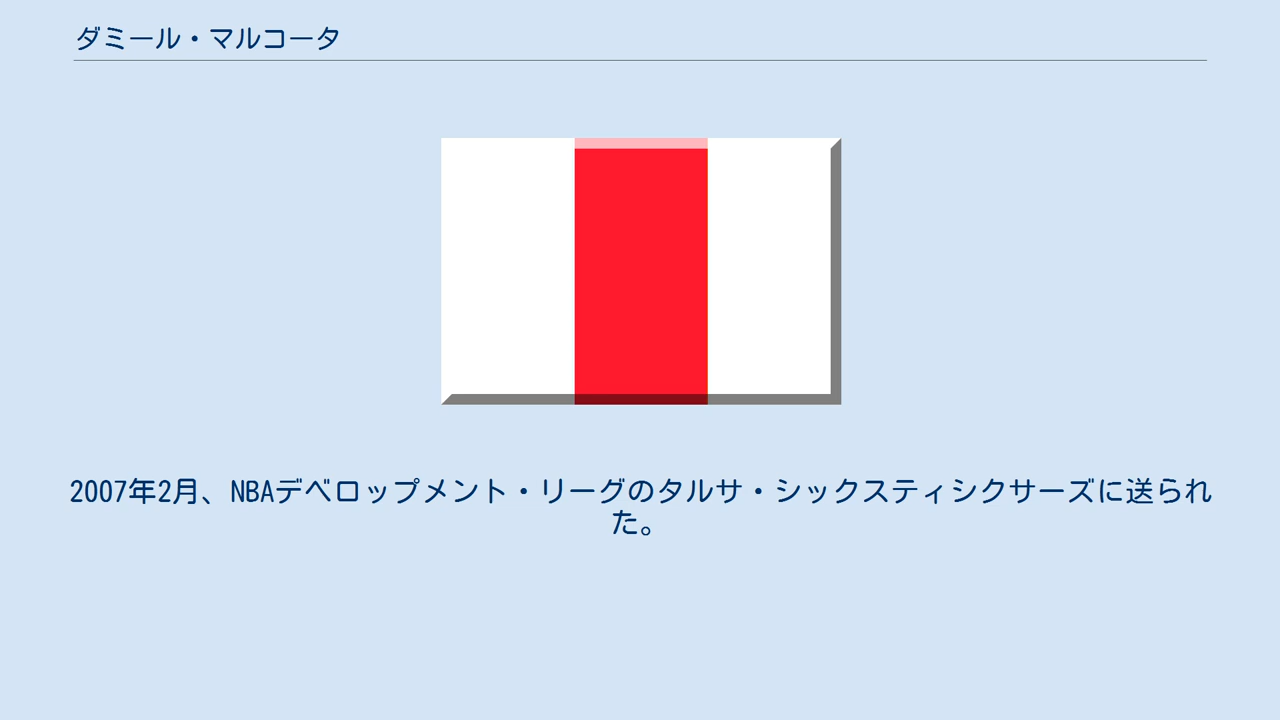 ダミール・マルコータ
2007年2月、NBAデベロップメント・リーグのタルサ・シックスティシクサーズに送られ
た。